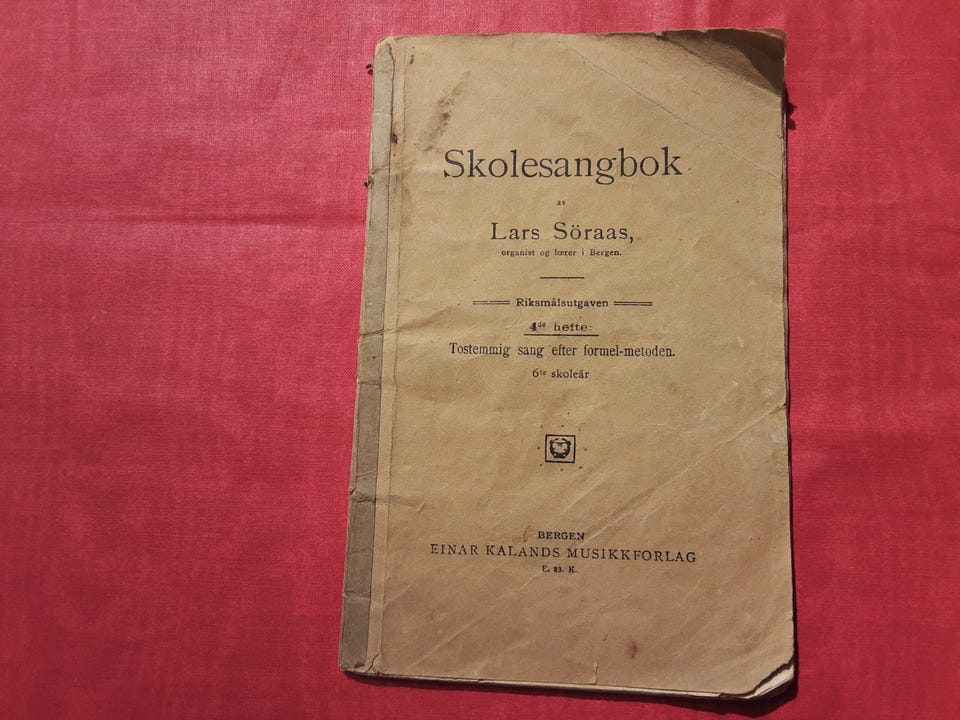 Skolesangbok
av
Lars Söraas,
organist og lærer i Bergen.
Riksmålsutgaven
4de hefte:
Tostemmig sang efter formel-metoden.
6te skoleår
BERGEN
EINAR KALANDS MUSIKKFORLAG
E. 83. K.